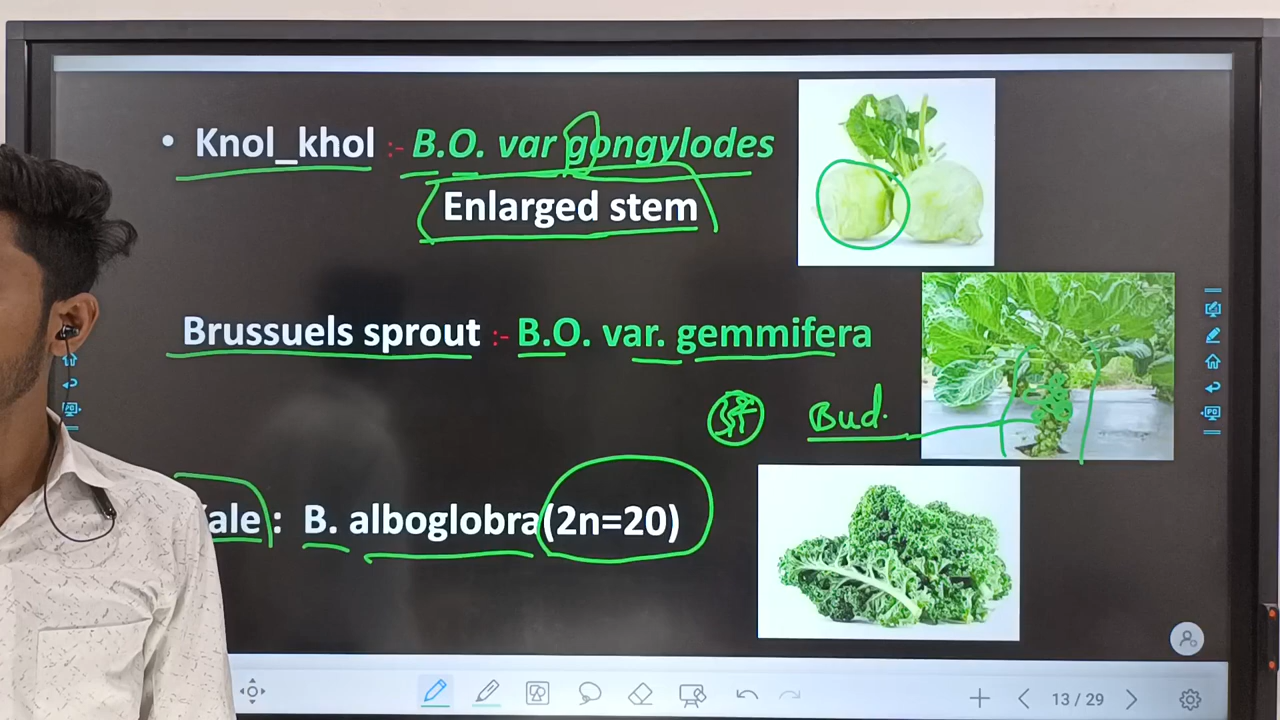 • Knol_khol :- B.O. var gongylodes
Enlarged stem
Brussuels sprout :- B.O. var. gemmifera
Bud.
ale : B. alboglobra(2n=20)
13 / 29